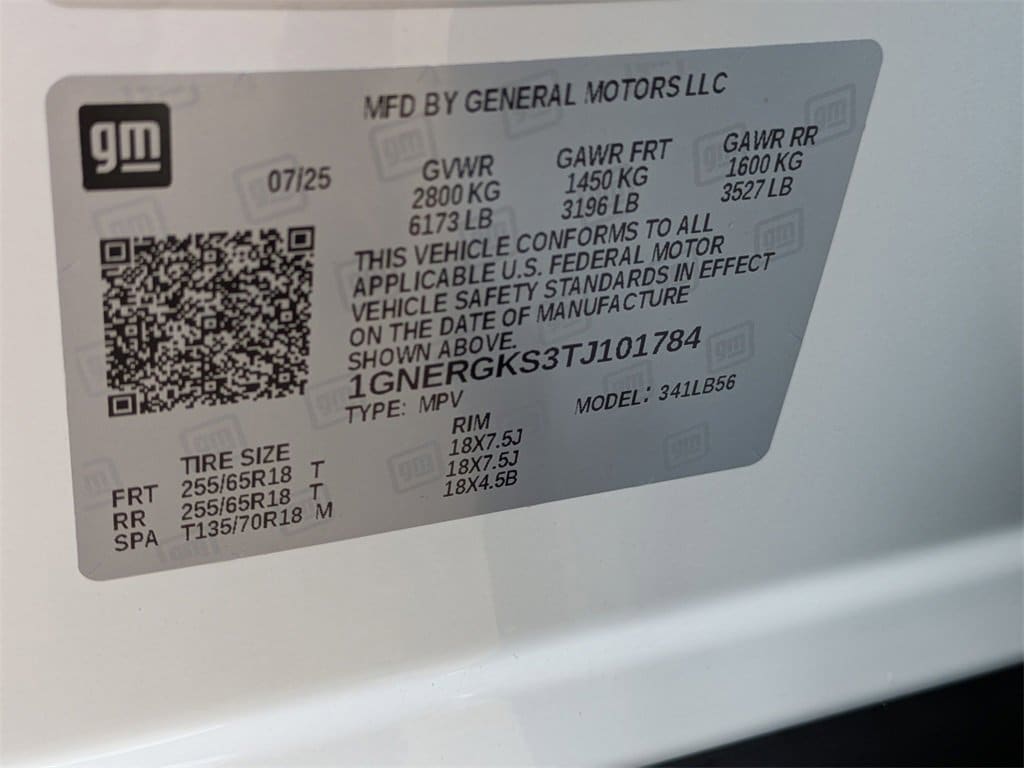 MFD BY GENERAL MOTORS LLC
gm
07/25
GVWR GAWR FRT GAWR RR
2800 KG 1450 KG 1600 KG
6173 LB 3196 LB 3527 LB
THIS VEHICLE CONFORMS TO ALL
APPLICABLE U.S. FEDERAL MOTOR
VEHICLE SAFETY STANDARDS IN EFFECT
ON THE DATE OF MANUFACTURE
SHOWN ABOVE.
1GNERGKS3TJ101784
TYPE: MPV MODEL: 341LB56
TIRE SIZE RIM
FRT 255/65R18 T 18X7.5J
RR 255/65R18 T 18X7.5J
SPA T135/70R18 M 18X4.5B